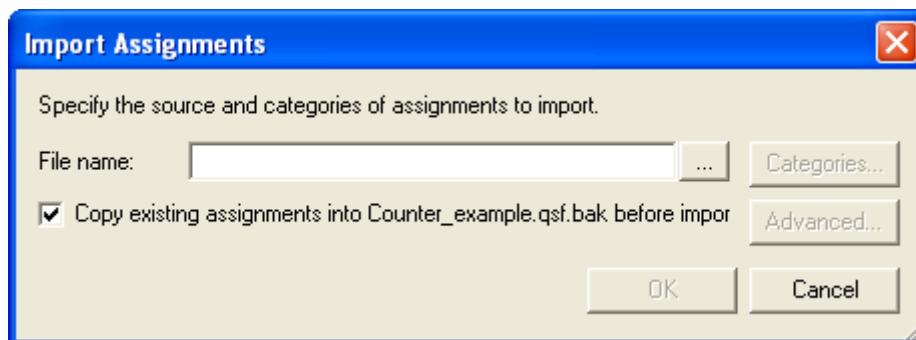 Import Assignments
Specify the source and categories of assignments to import.
File name: ... Categories...
Copy existing assignments into Counter_example.qsf.bak before impor
Advanced...
OK Cancel